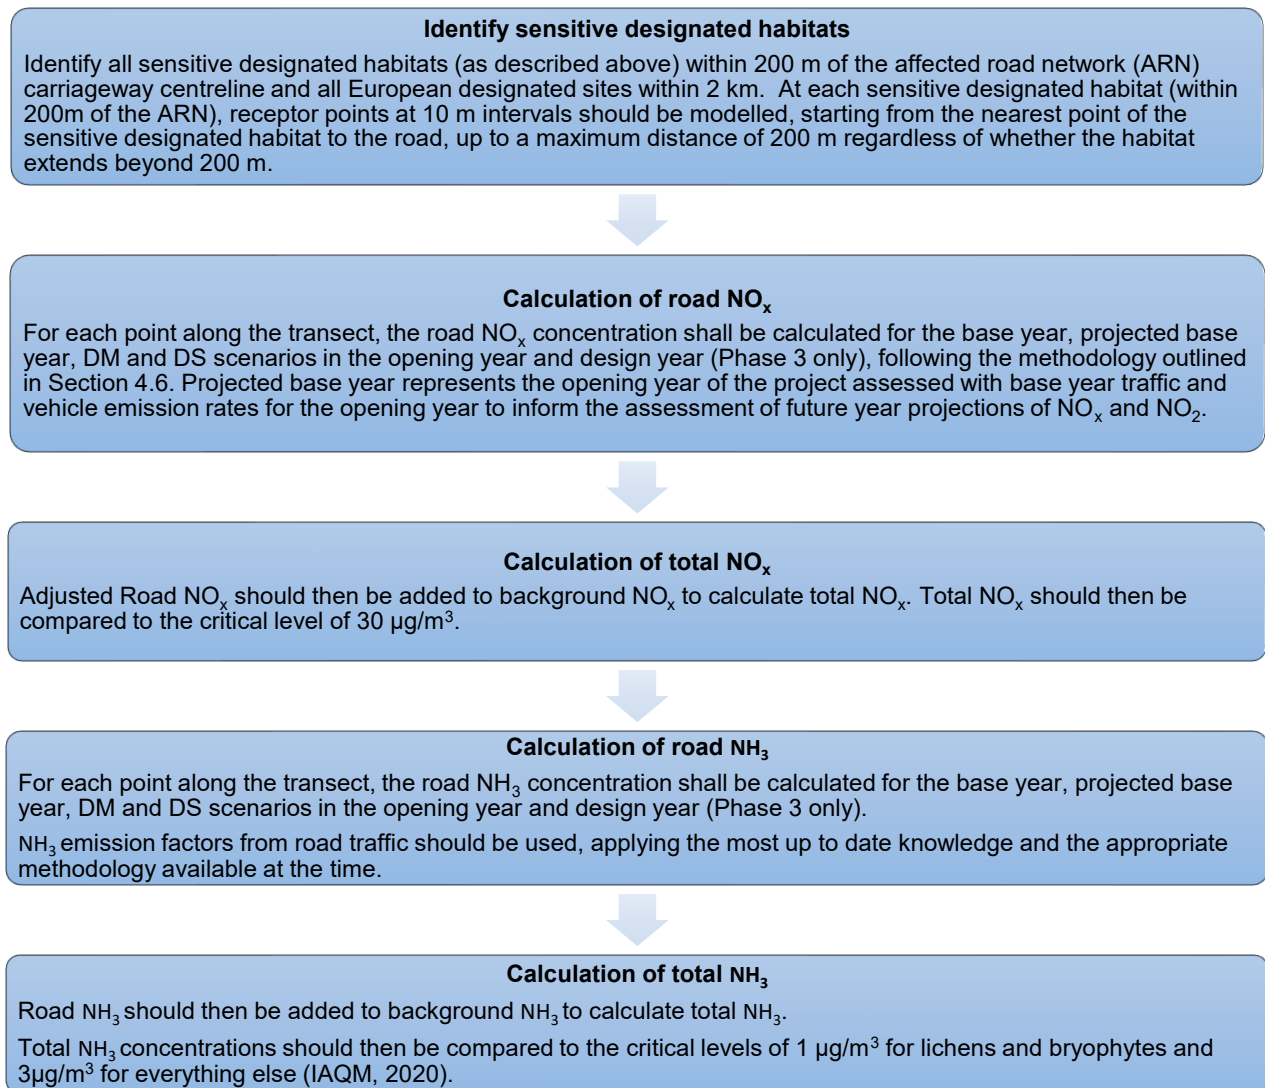 Identify sensitive designated habitats
Identify all sensitive designated habitats (as described above) within 200 m of the affected road network (ARN)
carriageway centreline and all European designated sites within 2 km.  At each sensitive designated habitat (within
200m of the ARN), receptor points at 10 m intervals should be modelled, starting from the nearest point of the
sensitive designated habitat to the road, up to a maximum distance of 200 m regardless of whether the habitat
extends beyond 200 m.
Calculation of road NOₓ
For each point along the transect, the road NOₓ concentration shall be calculated for the base year, projected base
year, DM and DS scenarios in the opening year and design year (Phase 3 only), following the methodology outlined
in Section 4.6. Projected base year represents the opening year of the project assessed with base year traffic and
vehicle emission rates for the opening year to inform the assessment of future year projections of NOₓ and NO₂.
Calculation of total NOₓ
Adjusted Road NOₓ should then be added to background NOₓ to calculate total NOₓ. Total NOₓ should then be
compared to the critical level of 30 µg/m³.
Calculation of road NH₃
For each point along the transect, the road NH₃ concentration shall be calculated for the base year, projected base
year, DM and DS scenarios in the opening year and design year (Phase 3 only).
NH₃ emission factors from road traffic should be used, applying the most up to date knowledge and the appropriate
methodology available at the time.
Calculation of total NH₃
Road NH₃ should then be added to background NH₃ to calculate total NH₃.
Total NH₃ concentrations should then be compared to the critical levels of 1 µg/m³ for lichens and bryophytes and
3µg/m³ for everything else (IAQM, 2020).